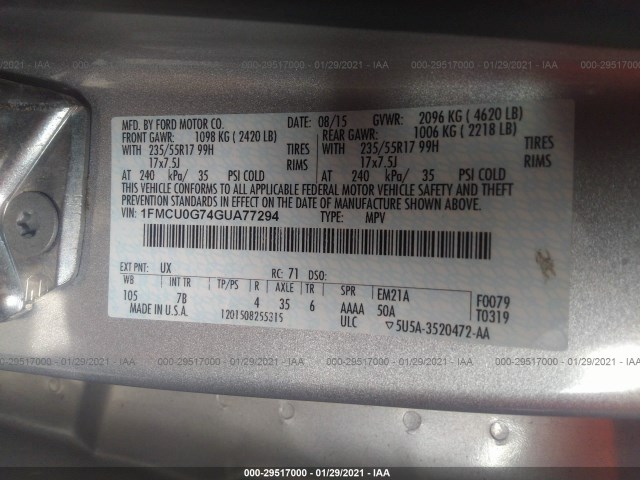 000-29517000 - 01/29/2021 - IAA
MFD. BY FORD MOTOR CO. DATE: 08/15 GVWR: 2096 KG ( 4620 LB)
FRONT GAWR: 1098 KG ( 2420 LB) REAR GAWR: 1006 KG ( 2218 LB)
WITH 235/55R17 99H TIRES WITH 235/55R17 99H TIRES
17x7.5J RIMS 17x7.5J RIMS
AT 240 kPa/ 35 PSI COLD AT 240 kPa/ 35 PSI COLD
THIS VEHICLE CONFORMS TO ALL APPLICABLE FEDERAL MOTOR VEHICLE SAFETY AND THEFT
PREVENTION STANDARDS IN EFFECT ON THE DATE OF MANUFACTURE SHOWN ABOVE.
VIN: 1FMCU0G74GUA77294 TYPE: MPV
EXT PNT: UX RC: 71 DSO:
WB INT TR TP/PS R AXLE TR SPR EM21A F0079
105 7B 4 35 6 AAAA 50A T0319
MADE IN U.S.A. 1201508255315 ULC ▽5U5A-3520472-AA
000-29517000 - 01/29/2021 - IAA
000-29517000 - 01/29/2021 - IAA